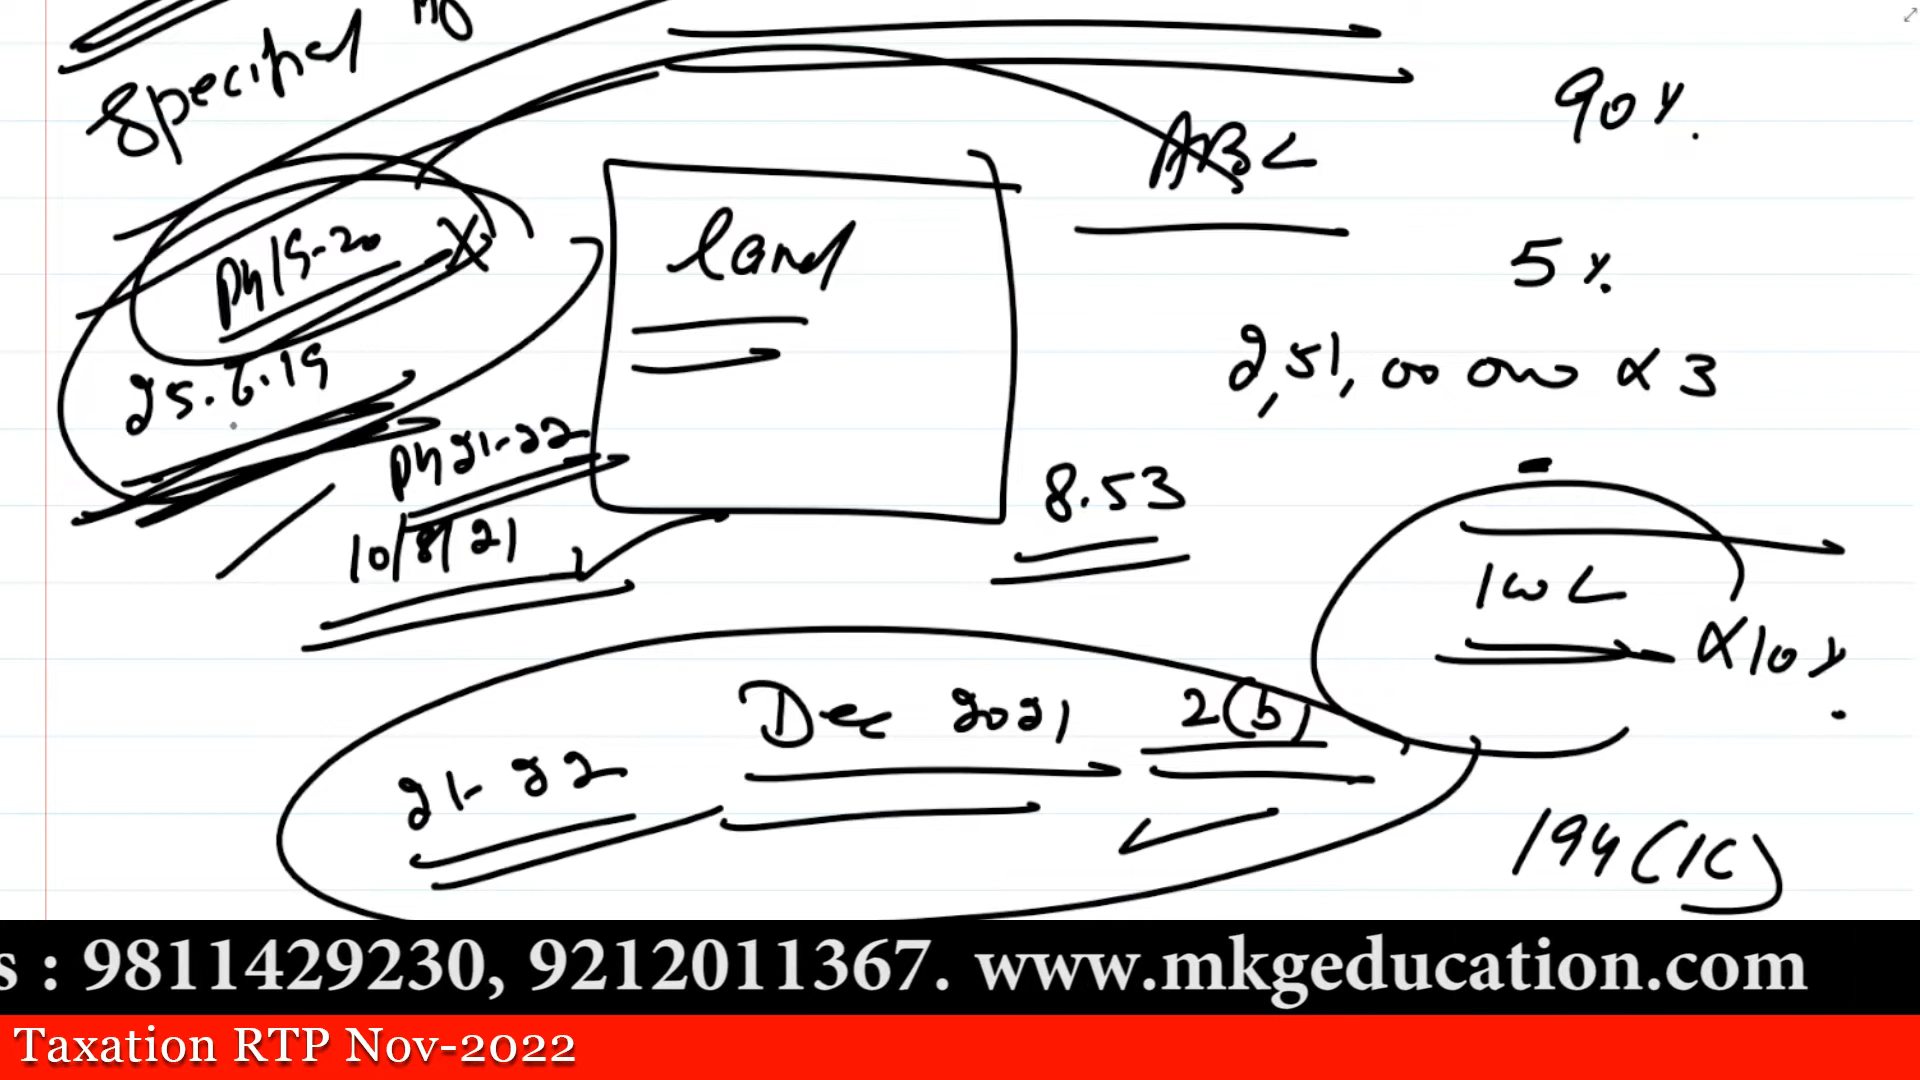 Specified
90%.
ABC
PY 19-20 X
land
5%.
25.6.19
2,51,00 000 × 3
PY 21-22
8.53
10/8/21
100 L
× 10%.
Dec 2021 2(b)
21-22
194(IC)
s : 9811429230, 9212011367. www.mkgeducation.com
Taxation RTP Nov-2022